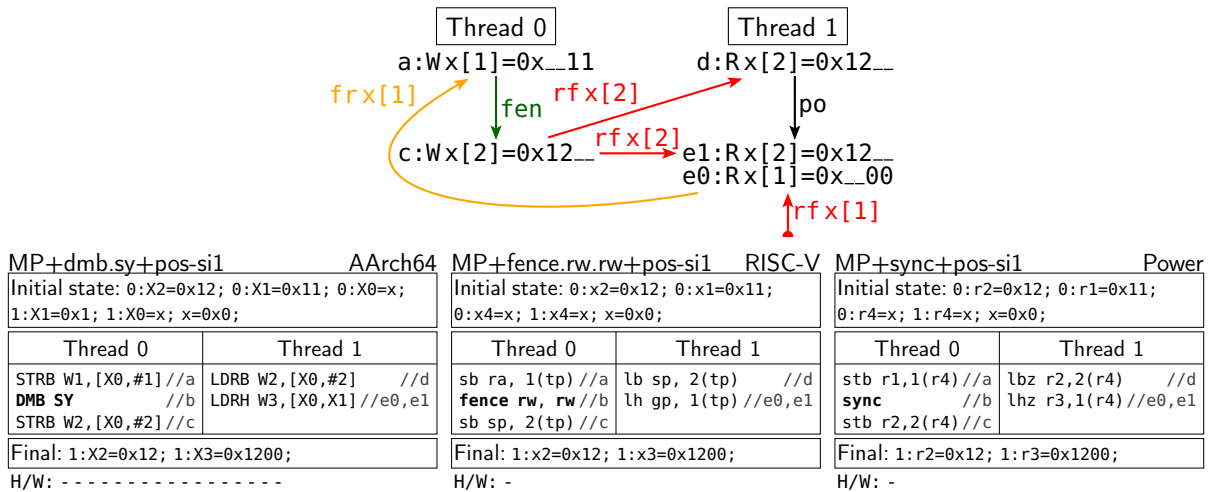 Thread 0 Thread 1
a:Wx[1]=0x__11 d:Rx[2]=0x12__
frx[1] rfx[2]
fen po
rfx[2]
c:Wx[2]=0x12__ e1:Rx[2]=0x12__
e0:Rx[1]=0x__00
rfx[1]
MP+dmb.sy+pos-si1 AArch64
Initial state: 0:X2=0x12; 0:X1=0x11; 0:X0=x;
1:X1=0x1; 1:X0=x; x=0x0;
Thread 0 Thread 1
STRB W1,[X0,#1]//a LDRB W2,[X0,#2] //d
DMB SY //b LDRH W3,[X0,X1]//e0,e1
STRB W2,[X0,#2]//c
Final: 1:X2=0x12; 1:X3=0x1200;
H/W: - - - - - - - - - - - - - - - - -
MP+fence.rw.rw+pos-si1 RISC-V
Initial state: 0:x2=0x12; 0:x1=0x11;
0:x4=x; 1:x4=x; x=0x0;
Thread 0 Thread 1
sb ra, 1(tp)//a lb sp, 2(tp) //d
fence rw, rw//b lh gp, 1(tp)//e0,e1
sb sp, 2(tp)//c
Final: 1:x2=0x12; 1:x3=0x1200;
H/W: -
MP+sync+pos-si1 Power
Initial state: 0:r2=0x12; 0:r1=0x11;
0:r4=x; 1:r4=x; x=0x0;
Thread 0 Thread 1
stb r1,1(r4)//a lbz r2,2(r4) //d
sync //b lhz r3,1(r4)//e0,e1
stb r2,2(r4)//c
Final: 1:r2=0x12; 1:r3=0x1200;
H/W: -